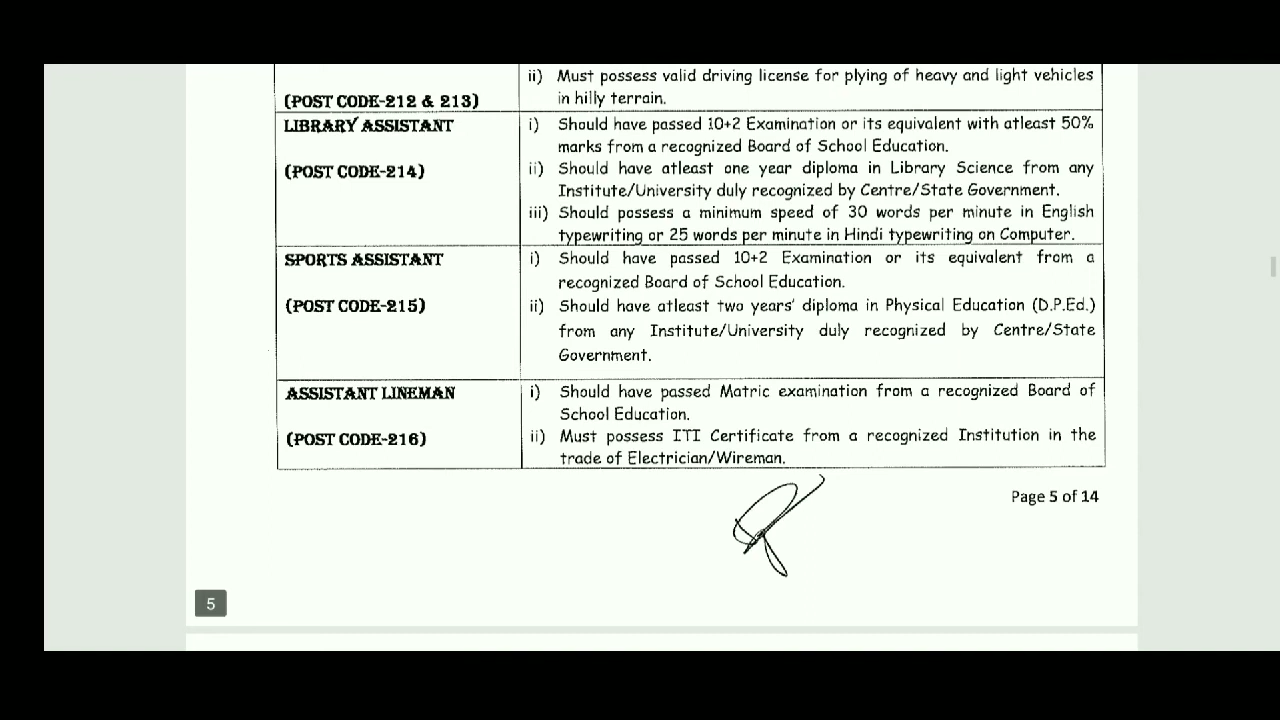 ii) Must possess valid driving license for plying of heavy and light vehicles
(POST CODE-212 & 213) in hilly terrain.
LIBRARY ASSISTANT i) Should have passed 10+2 Examination or its equivalent with atleast 50%
marks from a recognized Board of School Education.
(POST CODE-214) ii) Should have atleast one year diploma in Library Science from any
Institute/University duly recognized by Centre/State Government.
iii) Should possess a minimum speed of 30 words per minute in English
typewriting or 25 words per minute in Hindi typewriting on Computer.
SPORTS ASSISTANT i) Should have passed 10+2 Examination or its equivalent from a
recognized Board of School Education.
(POST CODE-215) ii) Should have atleast two years' diploma in Physical Education (D.P.Ed.)
from any Institute/University duly recognized by Centre/State
Government.
ASSISTANT LINEMAN i) Should have passed Matric examination from a recognized Board of
School Education.
(POST CODE-216) ii) Must possess ITI Certificate from a recognized Institution in the
trade of Electrician/Wireman.
Page 5 of 14
5